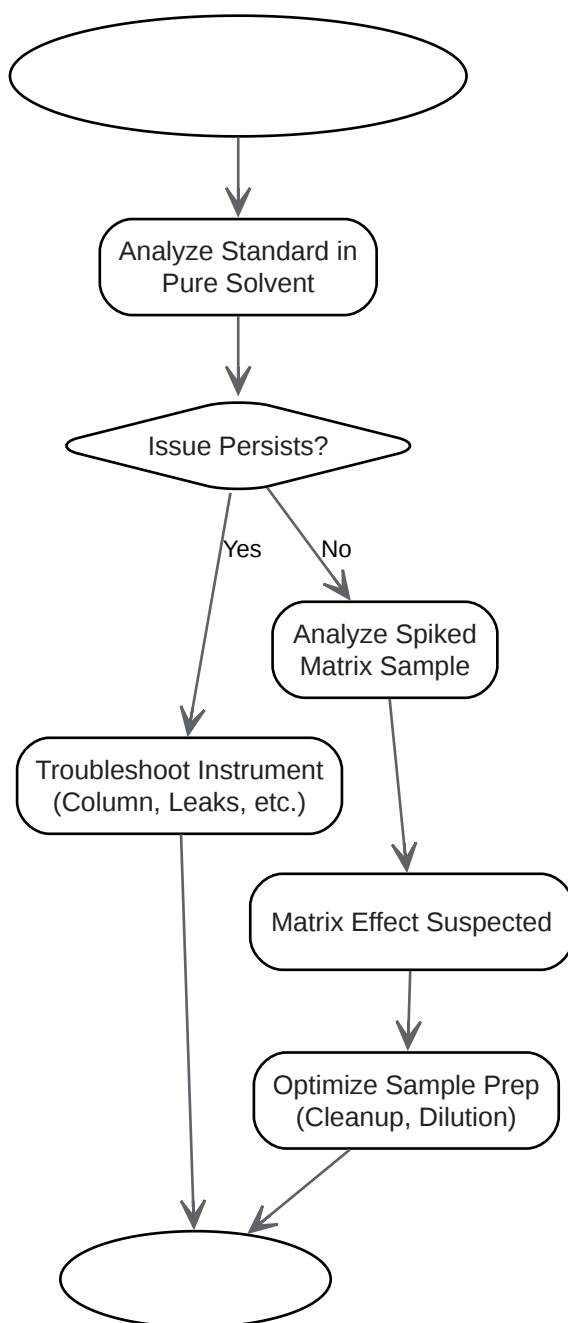 Analyze Standard in
Pure Solvent
Issue Persists?
Yes
No
Analyze Spiked
Matrix Sample
Troubleshoot Instrument
(Column, Leaks, etc.)
Matrix Effect Suspected
Optimize Sample Prep
(Cleanup, Dilution)